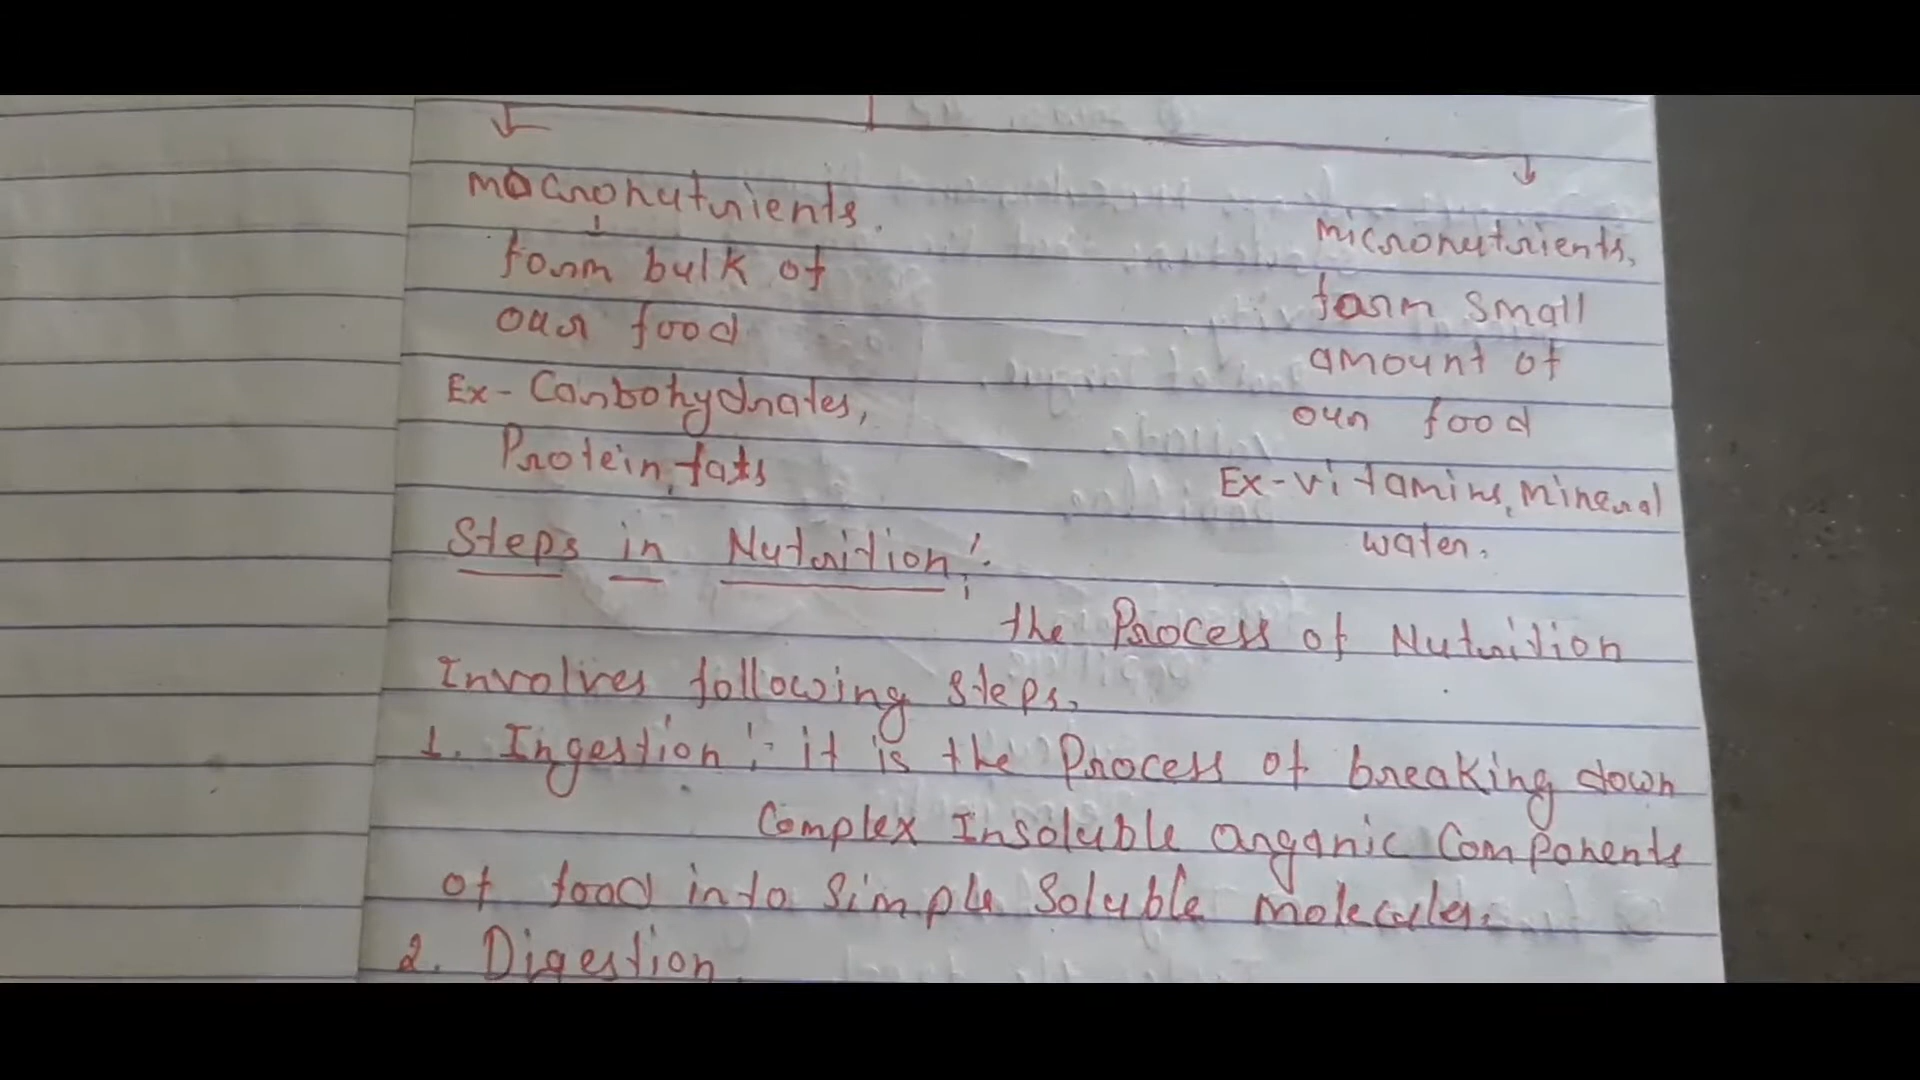 Macronutrients.
form bulk of
our food
Ex- Carbohydrates,
Protein, fats
micronutrients,
form small
amount of
our food
Ex- vitamins, mineral
water.
Steps in Nutrition:
the Process of Nutrition
Involves following steps.
1. Ingestion:- it is the Process of breaking down
Complex Insoluble organic Components
of food into Simple Soluble molecules.
2. Digestion